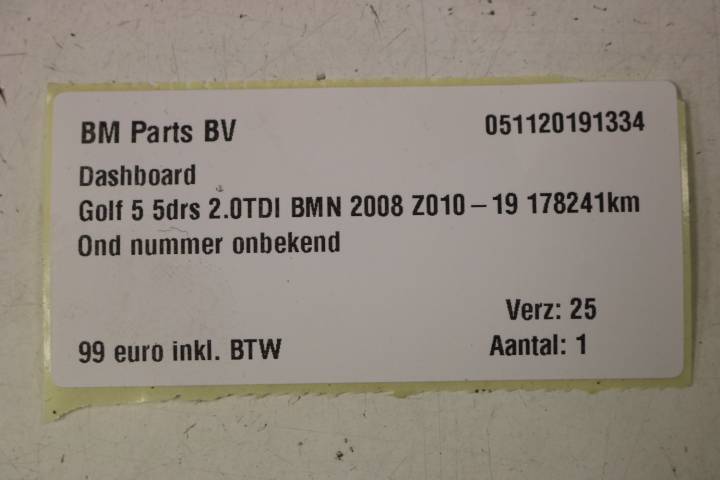 BM Parts BV 051120191334
Dashboard
Golf 5 5drs 2.0TDI BMN 2008 Z010-19 178241km
Ond nummer onbekend
Verz: 25
99 euro inkl. BTW Aantal: 1